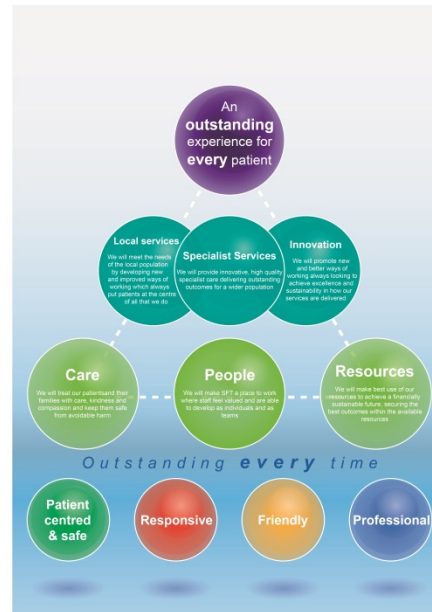 An
outstanding
experience for
every patient
Local services
We will meet the needs
of the local population
by developing new
and improved ways of
working which always
put patients at the centre
of all that we do
Specialist Services
We will provide innovative, high quality
specialist care delivering outstanding
outcomes for a wider population
Innovation
We will promote new
and better ways of
working always looking to
achieve excellence and
sustainability in how our
services are delivered
Care
We will treat our patientsand their
families with care, kindness and
compassion and keep them safe
from avoidable harm
People
We will make SFT a place to work
where staff feel valued and are able
to develop as individuals and as
teams
Resources
We will make best use of our
resources to achieve a financially
sustainable future, securing the
best outcomes within the available
resources
Outstanding every time
Patient
centred
& safe
Responsive
Friendly
Professional